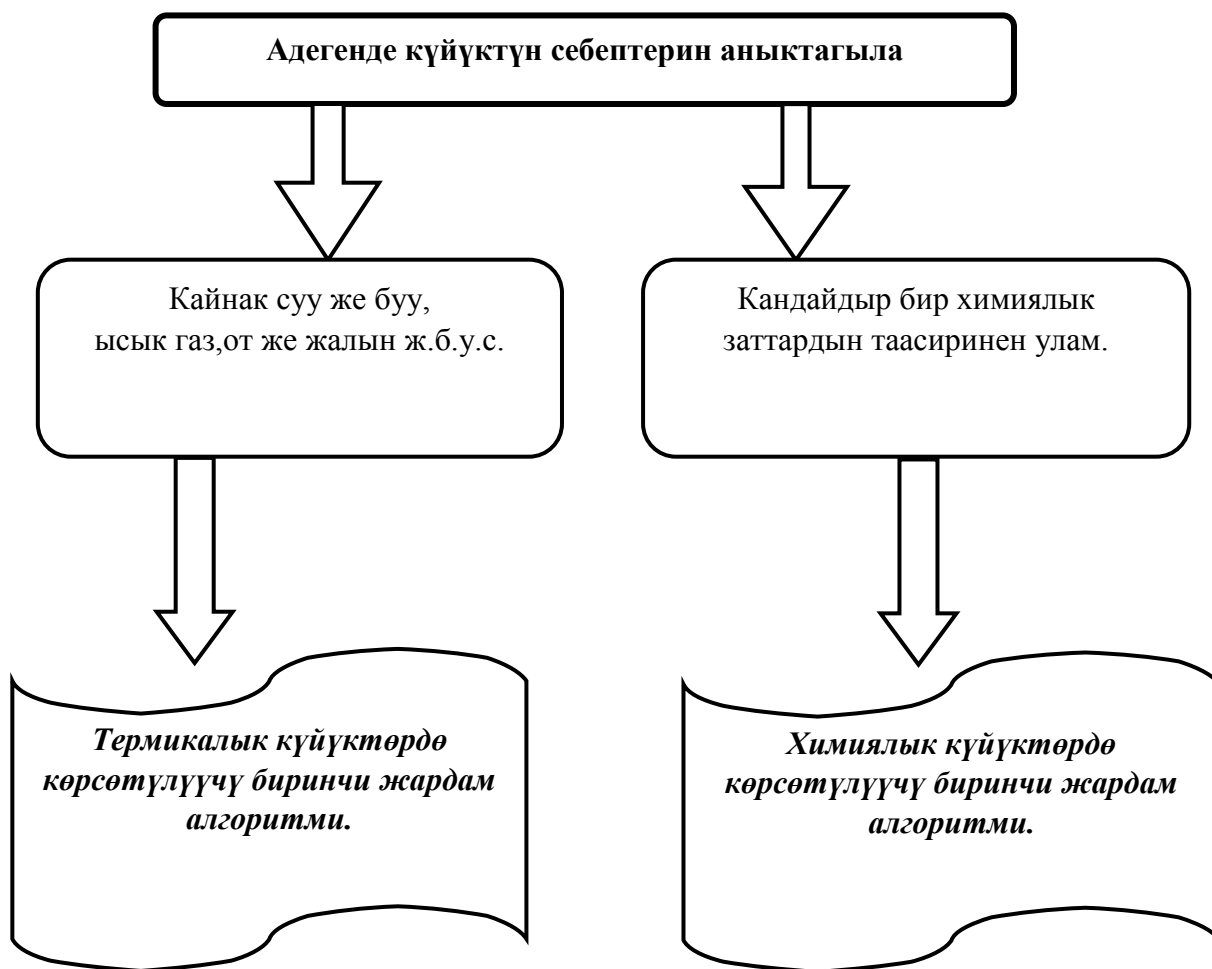 Адегенде күйүктүн себептерин аныктагыла
Кайнак суу же буу,
ысык газ,от же жалын ж.б.у.с.
Кандайдыр бир химиялык
заттардын таасиринен улам.
Термикалык күйүктөрдө
көрсөтүлүүчү биринчи жардам
алгоритми.
Химиялык күйүктөрдө
көрсөтүлүүчү биринчи жардам
алгоритми.